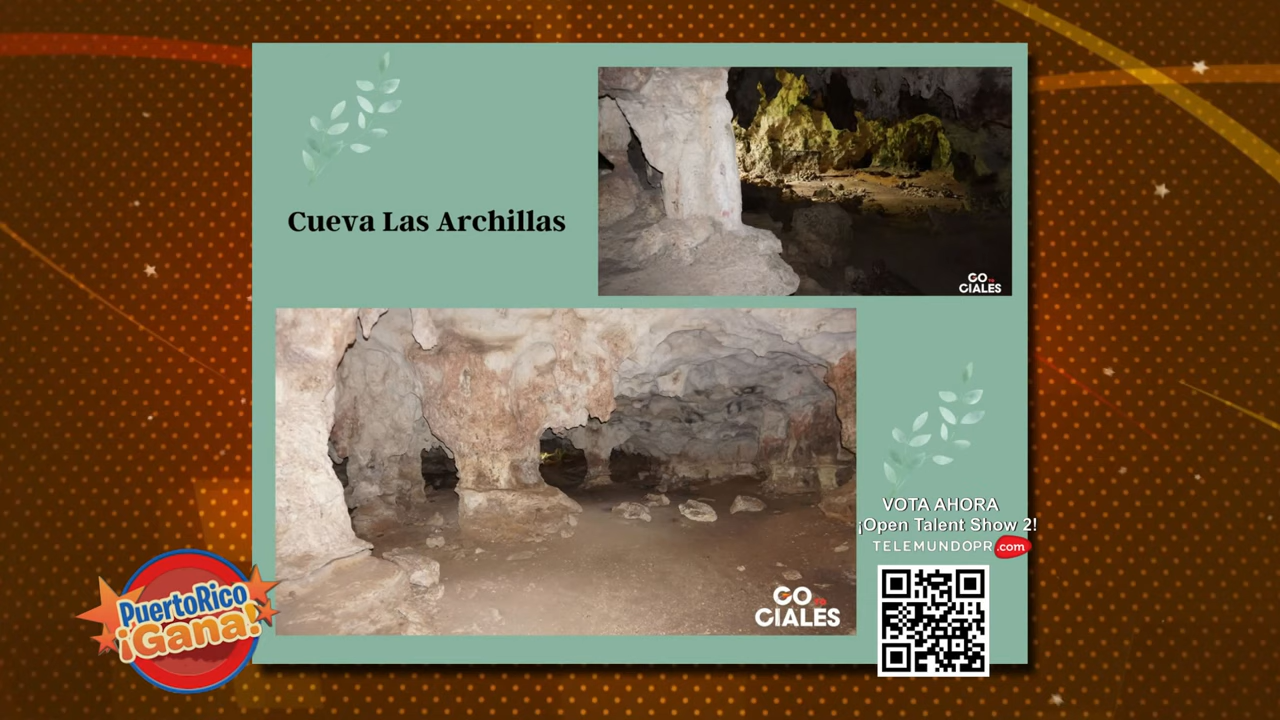 Cueva Las Archillas
GO
CIALES
GO
CIALES
VOTA AHORA
¡Open Talent Show 2!
TELEMUNDOPR.com
PuertoRico
¡Gana!